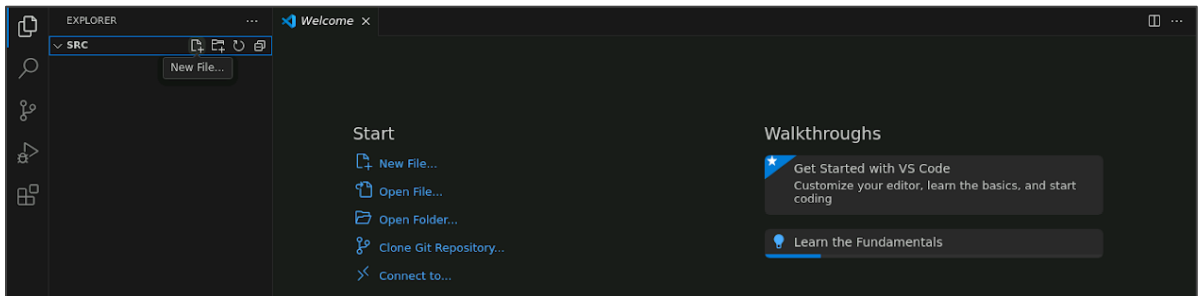 EXPLORER
Welcome
SRC
New File...
Start
New File...
Open File...
Open Folder...
Clone Git Repository...
Connect to...
Walkthroughs
Get Started with VS Code
Customize your editor, learn the basics, and start
coding
Learn the Fundamentals